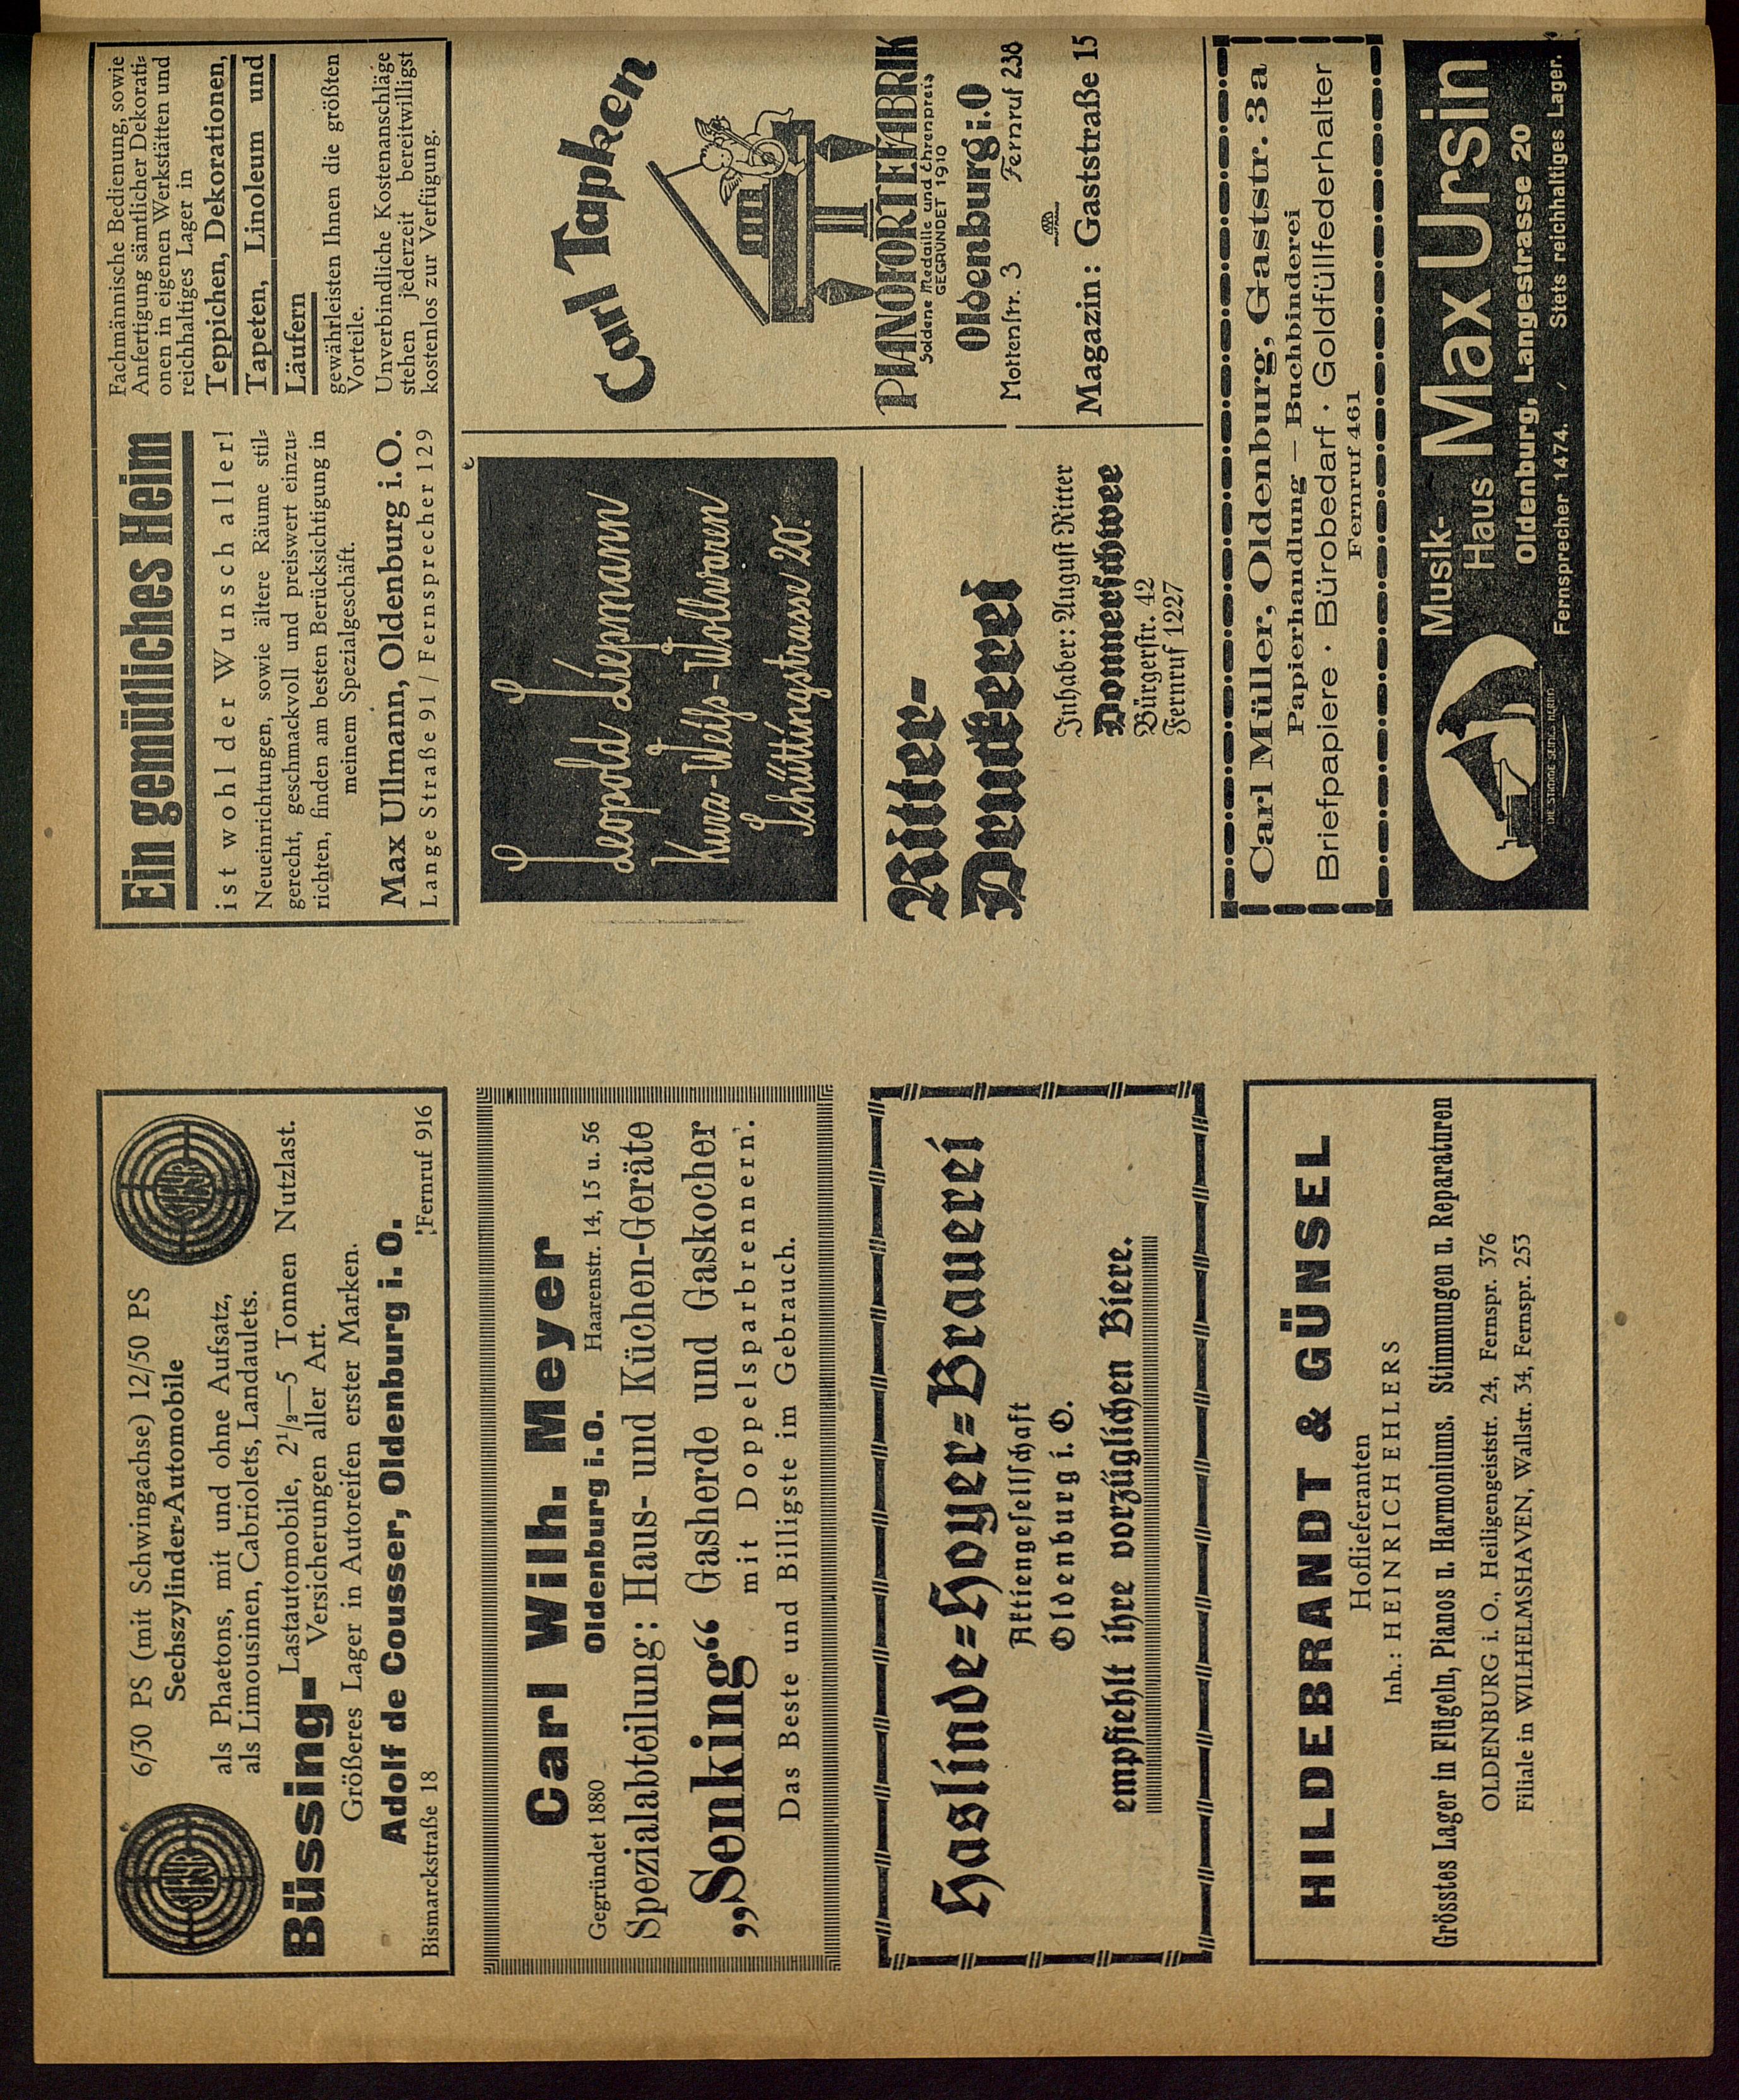 STEYR
6/30 PS (mit Schwingachse) 12/50 PS
Sechszylinder-Automobile
STEYR
als Phaetons, mit und ohne Aufsatz,
als Limousinen, Cabriolets, Landaulets.
Büssing- Lastautomobile, 2½—5 Tonnen Nutzlast.
Versicherungen aller Art.
Größeres Lager in Autoreifen erster Marken.
Adolf de Cousser, Oldenburg i. O.
Bismarckstraße 18
Fernruf 916
Carl Wilh. Meyer
Gegründet 1880
Oldenburg i. O.
Haarenstr. 14, 15 u. 56
Spezialabteilung: Haus- und Küchen-Geräte
„Senking“ Gasherde und Gaskocher
mit Doppelsparbrennern.
Das Beste und Billigste im Gebrauch.
Haslinde-Hoyer-Brauerei
Aktiengesellschaft
Oldenburg i. O.
empfiehlt ihre vorzüglichen Biere.
HILDEBRANDT & GÜNSEL
Hoflieferanten
Inh.: HEINRICH EHLERS
Grösstes Lager in Flügeln, Pianos u. Harmoniums. Stimmungen u. Reparaturen
OLDENBURG i. O., Heiligengeiststr. 24, Fernspr. 376
Filiale in WILHELMSHAVEN, Wallstr. 34, Fernspr. 253
Ein gemütliches Heim
ist wohl der Wunsch aller!
Neueinrichtungen, sowie ältere Räume stil-
gerecht, geschmackvoll und preiswert einzu-
richten, finden am besten Berücksichtigung in
meinem Spezialgeschäft.
Max Ullmann, Oldenburg i. O.
Lange Straße 91 / Fernsprecher 129
Fachmännische Bedienung, sowie
Anfertigung sämtlicher Dekorati-
onen in eigenen Werkstätten und
reichhaltiges Lager in
Teppichen, Dekorationen,
Tapeten, Linoleum und
Läufern
gewährleisten Ihnen die größten
Vorteile.
Unverbindliche Kostenanschläge
stehen jederzeit bereitwilligst
kostenlos zur Verfügung.
Leopold Liepmann
Kurz-Weiß-Wollwaren
Schüttingstrasse 20.
Carl Tapken
PIANOFORTEFABRIK
Goldene Medaille und Ehrenpreis
GEGRÜNDET 1910
Oldenburg i. O
Mottenstr. 3
Fernruf 238
Magazin: Gaststraße 15
Ritter-
Druckerei
Inhaber: August Ritter
Donnerschwee
Bürgerstr. 42
Fernruf 1227
Carl Müller, Oldenburg, Gaststr. 3a
Papierhandlung — Buchbinderei
Briefpapiere · Bürobedarf · Goldfüllfederhalter
Fernruf 461
Musik-
Haus Max Ursin
Oldenburg, Langestrasse 20
Fernsprecher 1474. Stets reichhaltiges Lager.
DIE STIMME SEINES HERRN